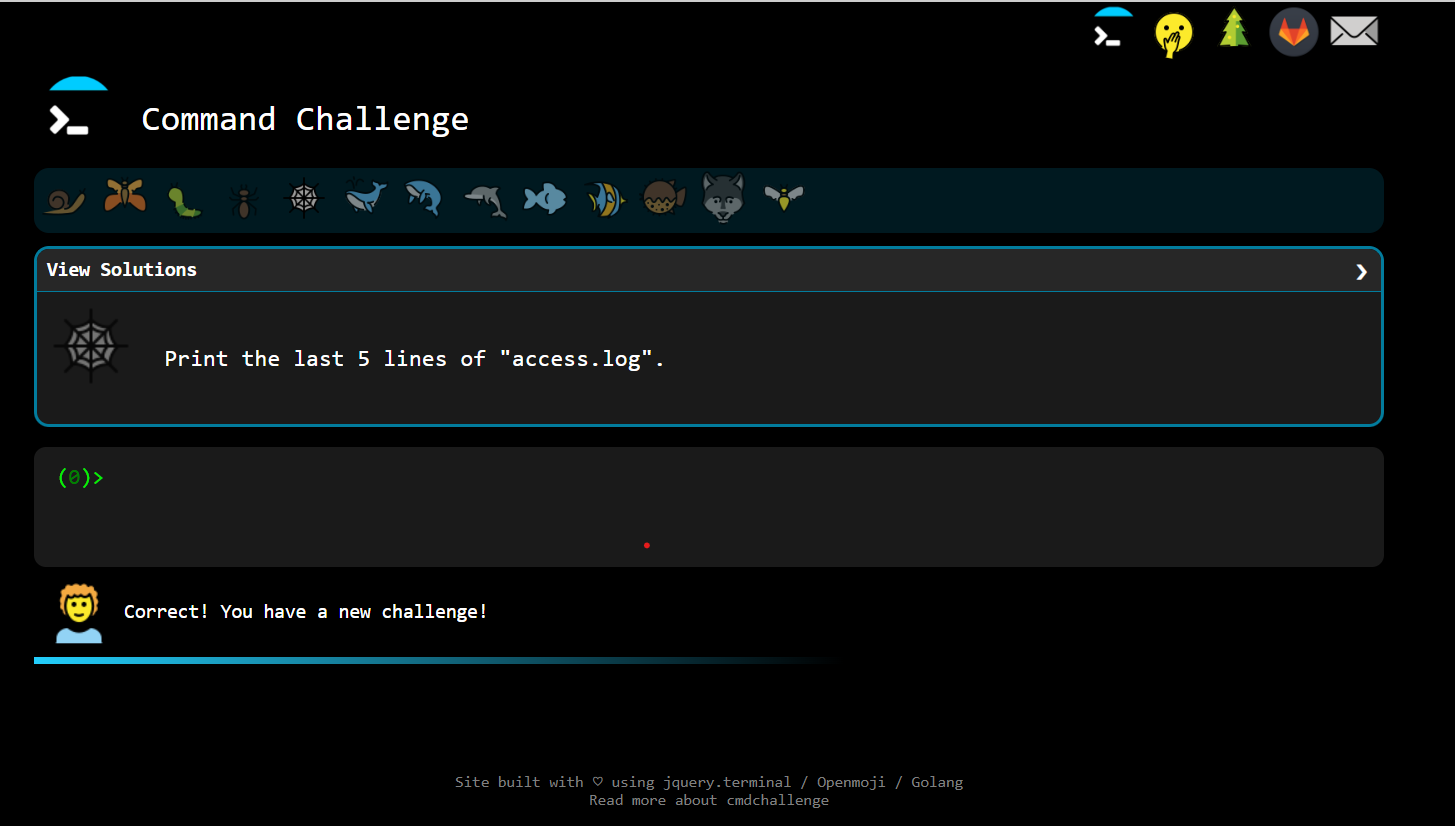 Command Challenge
View Solutions
Print the last 5 lines of "access.log".
(0)>
Correct! You have a new challenge!
Site built with ♡ using jquery.terminal / Openmoji / Golang
Read more about cmdchallenge